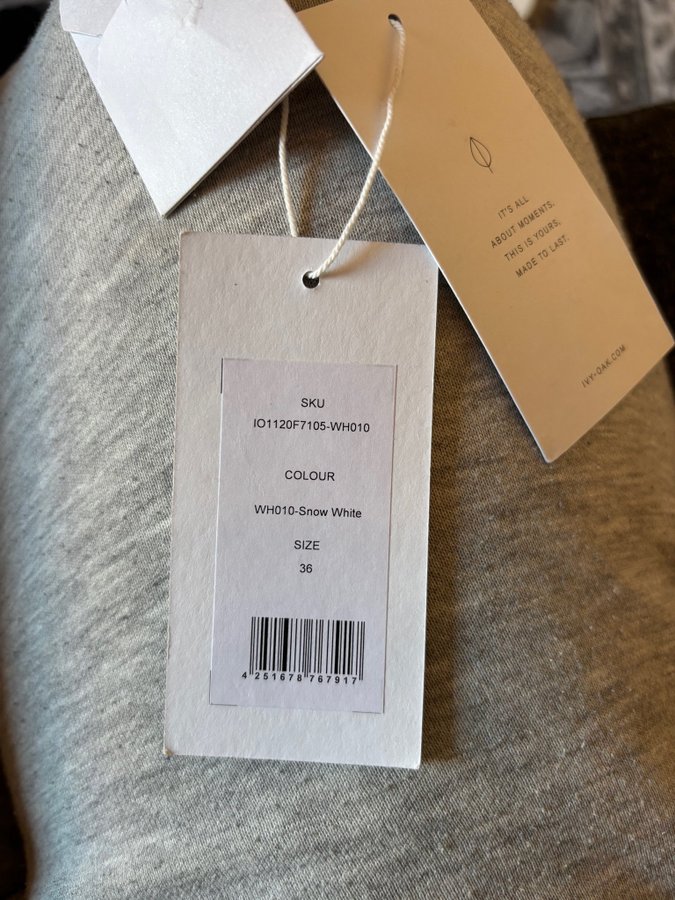 IT'S ALL
ABOUT MOMENTS.
THIS IS YOURS,
MADE TO LAST.
IVY-OAK.COM
SKU
IO1120F7105-WH010
COLOUR
WH010-Snow White
SIZE
36
4 251678 767917